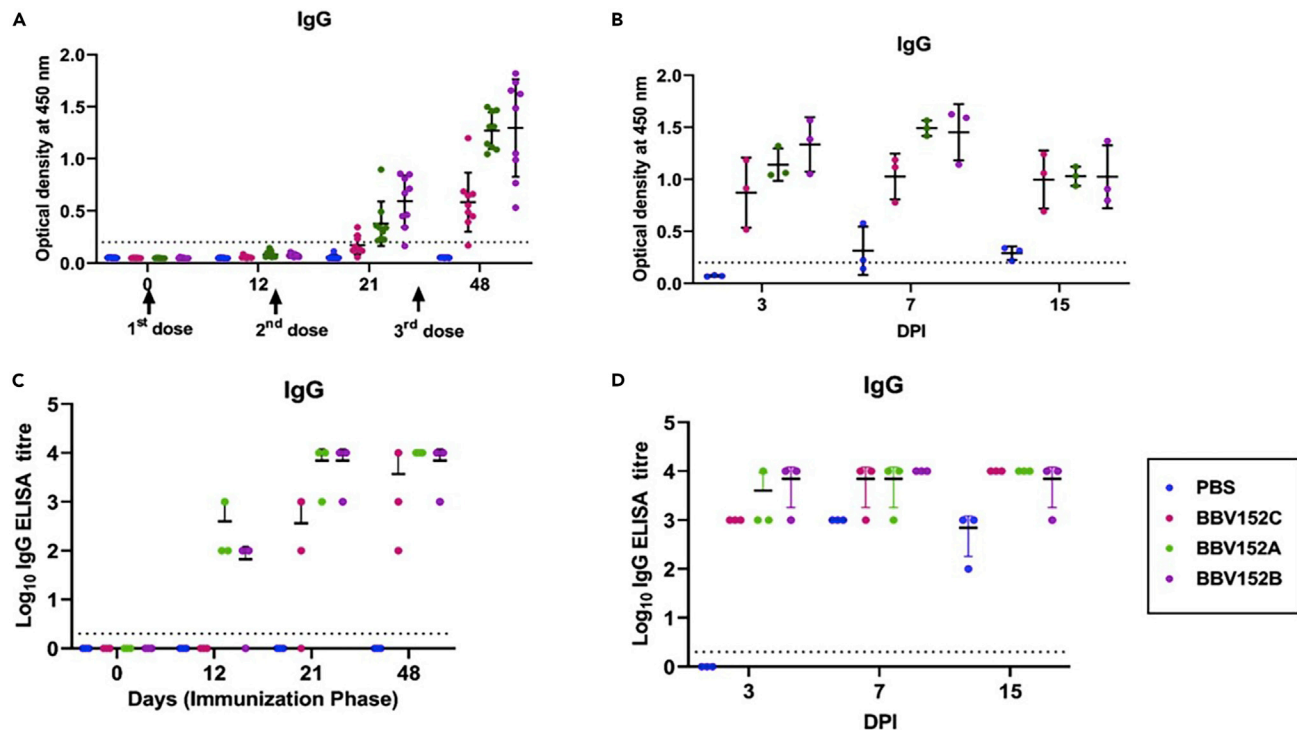 A
IgG
Optical density at 450 nm
2.0
1.5
1.0
0.5
0.0
0 12 21 48
1st dose 2nd dose 3rd dose
B
IgG
Optical density at 450 nm
2.0
1.5
1.0
0.5
0.0
3 7 15
DPI
C
IgG
Log10 IgG ELISA titre
5
4
3
2
1
0
0 12 21 48
Days (Immunization Phase)
D
IgG
Log10 IgG ELISA titre
5
4
3
2
1
0
3 7 15
DPI
PBS
BBV152C
BBV152A
BBV152B